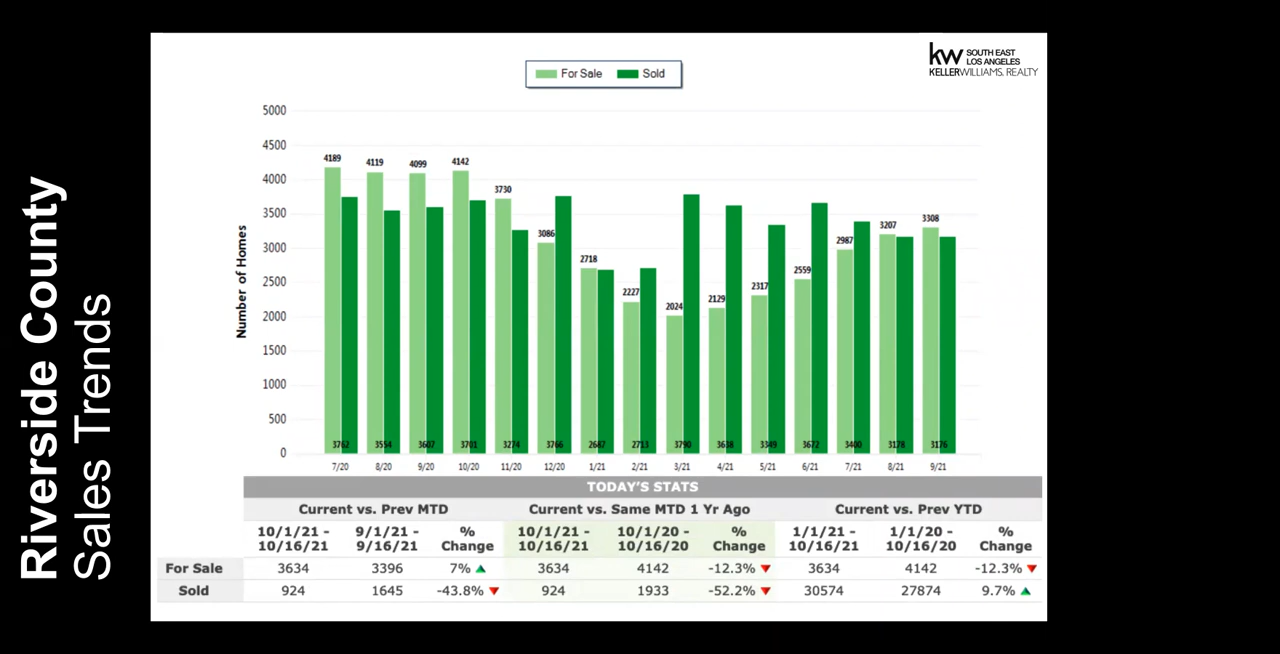 Riverside County
Sales Trends
kw SOUTH EAST
LOS ANGELES
KELLERWILLIAMS. REALTY
For Sale Sold
Number of Homes
5000
4500
4000
3500
3000
2500
2000
1500
1000
500
0
4189 4119 4099 4142 3730 3086 2718 2227 2024 2129 2317 2559 2987 3207 3308
3762 3554 3607 3701 3274 3766 2687 2713 3790 3638 3349 3672 3400 3178 3176
7/20 8/20 9/20 10/20 11/20 12/20 1/21 2/21 3/21 4/21 5/21 6/21 7/21 8/21 9/21
TODAY'S STATS
Current vs. Prev MTD Current vs. Same MTD 1 Yr Ago Current vs. Prev YTD
10/1/21 - 9/1/21 - % 10/1/21 - 10/1/20 - % 1/1/21 - 1/1/20 - %
10/16/21 9/16/21 Change 10/16/21 10/16/20 Change 10/16/21 10/16/20 Change
For Sale 3634 3396 7% 3634 4142 -12.3% 3634 4142 -12.3%
Sold 924 1645 -43.8% 924 1933 -52.2% 30574 27874 9.7%